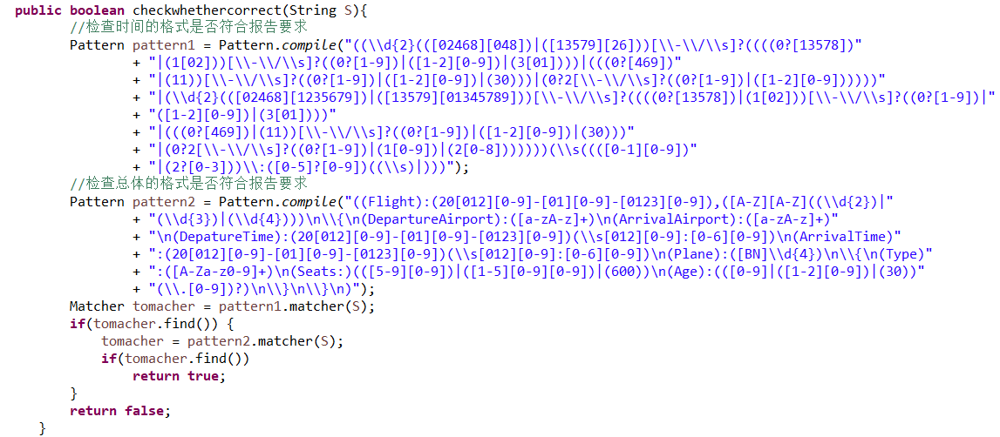 public boolean checkwhethercorrect(String S){
//检查时间的格式是否符合报告要求
Pattern pattern1 = Pattern.compile("((\\d{2}(([02468][048])|([13579][26]))[\\-\\/\\s]?((((0?[13578])"
+ "|(1[02]))[\\-\\/\\s]?((0?[1-9])|([1-2][0-9])|(3[01])))|(((0?[469])"
+ "|(11))[\\-\\/\\s]?((0?[1-9])|([1-2][0-9])|(30)))|(0?2[\\-\\/\\s]?((0?[1-9])|([1-2][0-9])))))"
+ "|(\\d{2}(([02468][1235679])|([13579][01345789]))[\\-\\/\\s]?((((0?[13578])|(1[02]))[\\-\\/\\s]?((0?[1-9])|"
+ "([1-2][0-9])|(3[01])))"
+ "|(((0?[469])|(11))[\\-\\/\\s]?((0?[1-9])|([1-2][0-9])|(30)))"
+ "|(0?2[\\-\\/\\s]?((0?[1-9])|(1[0-9])|(2[0-8]))))))(\\s((([0-1][0-9])"
+ "|(2?[0-3]))\\:([0-5]?[0-9])((\\s)|)))");
//检查总体的格式是否符合报告要求
Pattern pattern2 = Pattern.compile("((Flight):(20[012][0-9]-[01][0-9]-[0123][0-9]),([A-Z][A-Z]((\\d{2})|"
+ "(\\d{3})|(\\d{4})))\n\\{\n(DepartureAirport):([a-zA-z]+)\n(ArrivalAirport):([a-zA-z]+)"
+ "\n(DepatureTime):(20[012][0-9]-[01][0-9]-[0123][0-9])(\\s[012][0-9]:[0-6][0-9])\n(ArrivalTime)"
+ ":(20[012][0-9]-[01][0-9]-[0123][0-9])(\\s[012][0-9]:[0-6][0-9])\n(Plane):([BN]\\d{4})\n\\{\n(Type)"
+ ":([A-Za-z0-9]+)\n(Seats:)(([5-9][0-9])|([1-5][0-9][0-9])|(600))\n(Age):(([0-9]|([1-2][0-9])|(30))"
+ "(\\.[0-9])?)\n\\}\n\\}\n)");
Matcher tomacher = pattern1.matcher(S);
if(tomacher.find()) {
tomacher = pattern2.matcher(S);
if(tomacher.find())
return true;
}
return false;
}